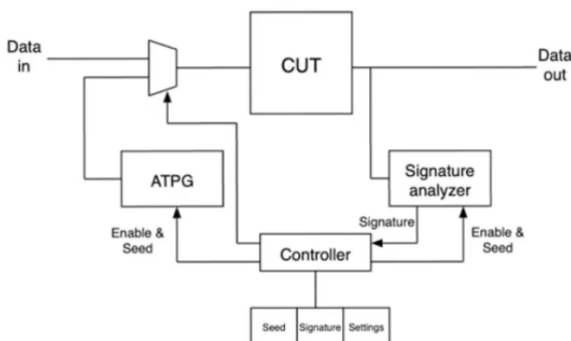 Data
in
CUT
Data
out
ATPG
Signature
analyzer
Enable &
Seed
Signature
Enable &
Seed
Controller
Seed
Signature
Settings